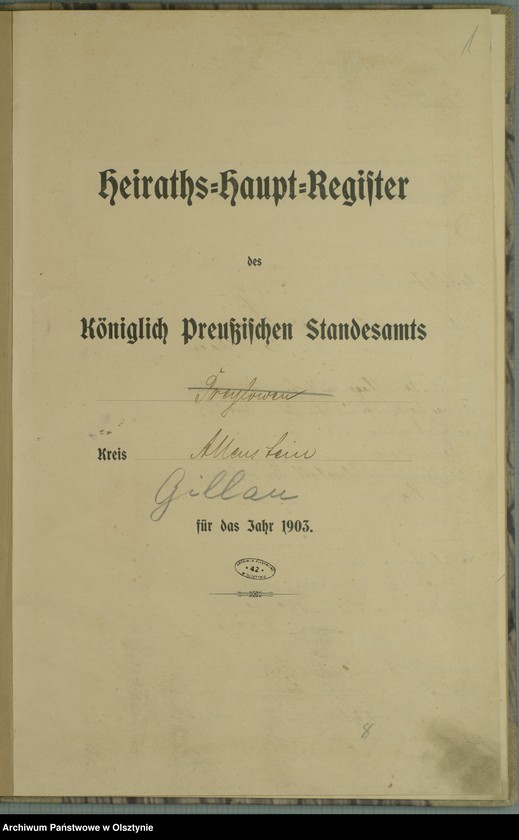 1
Heiraths-Haupt-Register
des
Königlich Preußischen Standesamts
Kreis Allenstein
Gillau
für das Jahr 1903.
42
8
Archiwum Państwowe w Olsztynie